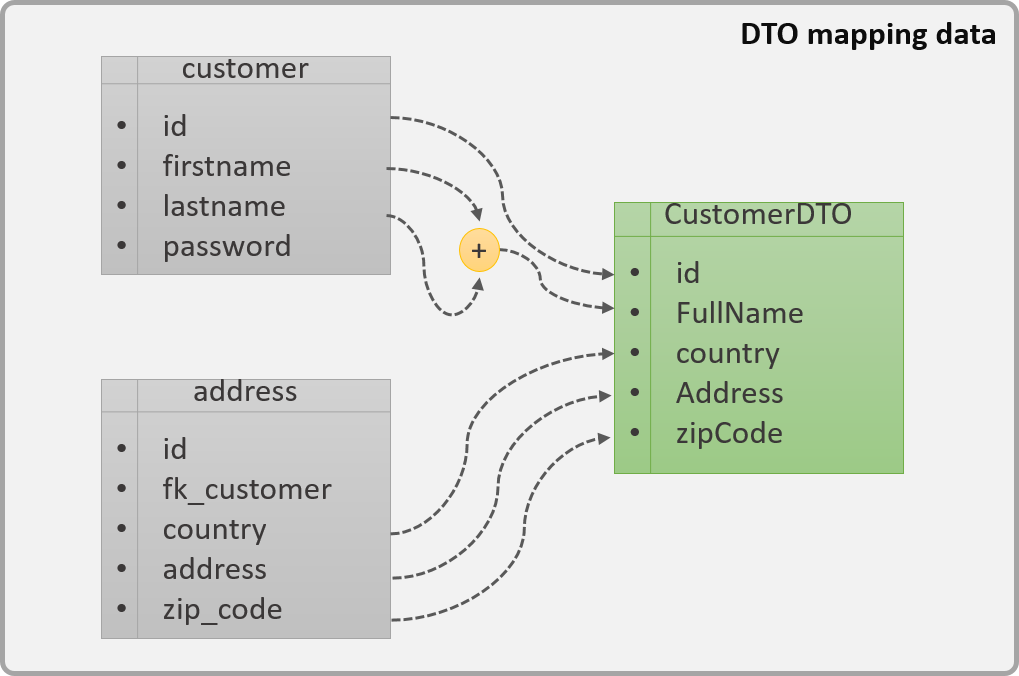 DTO mapping data
customer
• id
• firstname
• lastname
• password
+
CustomerDTO
• id
• FullName
• country
• Address
• zipCode
address
• id
• fk_customer
• country
• address
• zip_code